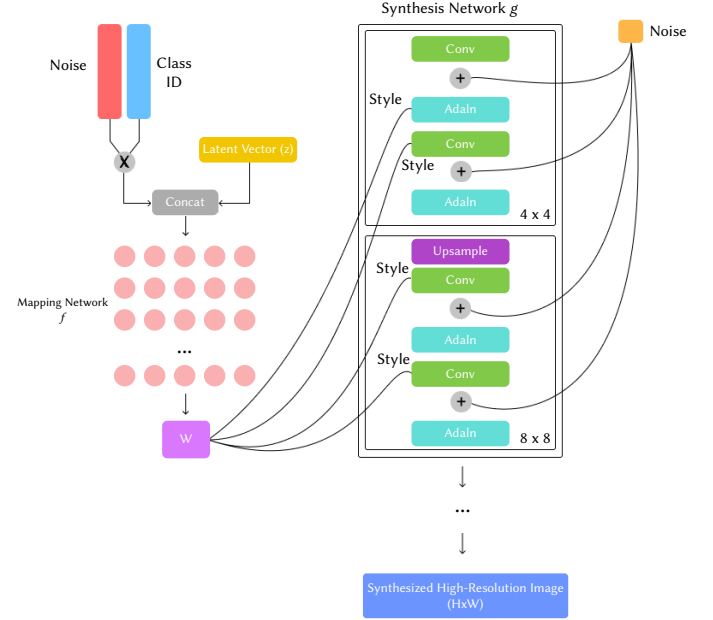 Synthesis Network g
Noise
Class
ID
X
Latent Vector (z)
Concat
Mapping Network
f
...
W
Conv
+
Style
AdaIn
Conv
Style
+
AdaIn
4 x 4
Upsample
Style
Conv
+
AdaIn
Style
Conv
+
AdaIn
8 x 8
Noise
...
Synthesized High-Resolution Image
(HxW)